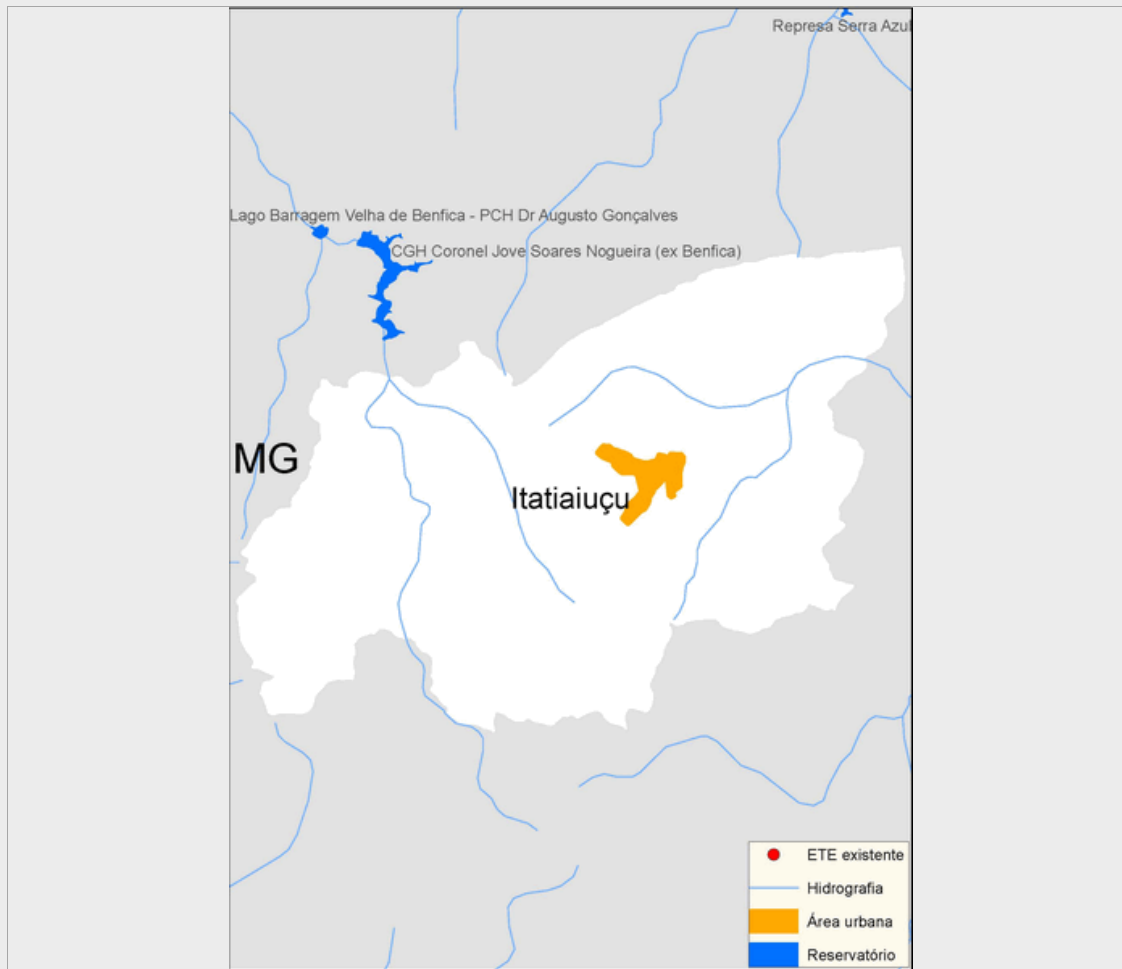 Represa Serra Azul
Lago Barragem Velha de Benfica - PCH Dr Augusto Gonçalves
CGH Coronel Jove Soares Nogueira (ex Benfica)
MG
Itatiaiuçu
ETE existente
Hidrografia
Área urbana
Reservatório